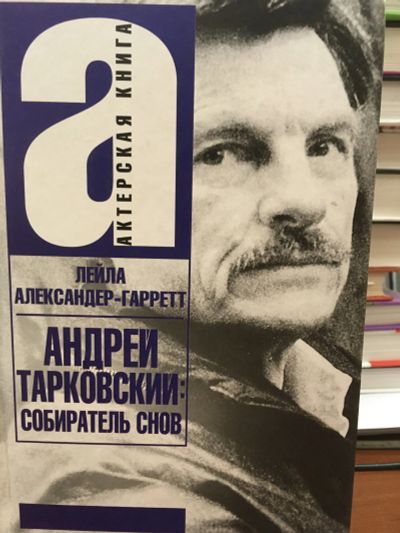 а
АКТЕРСКАЯ КНИГА
ЛЕЙЛА
АЛЕКСАНДЕР-ГАРРЕТТ
АНДРЕЙ
ТАРКОВСКИЙ:
СОБИРАТЕЛЬ СНОВ